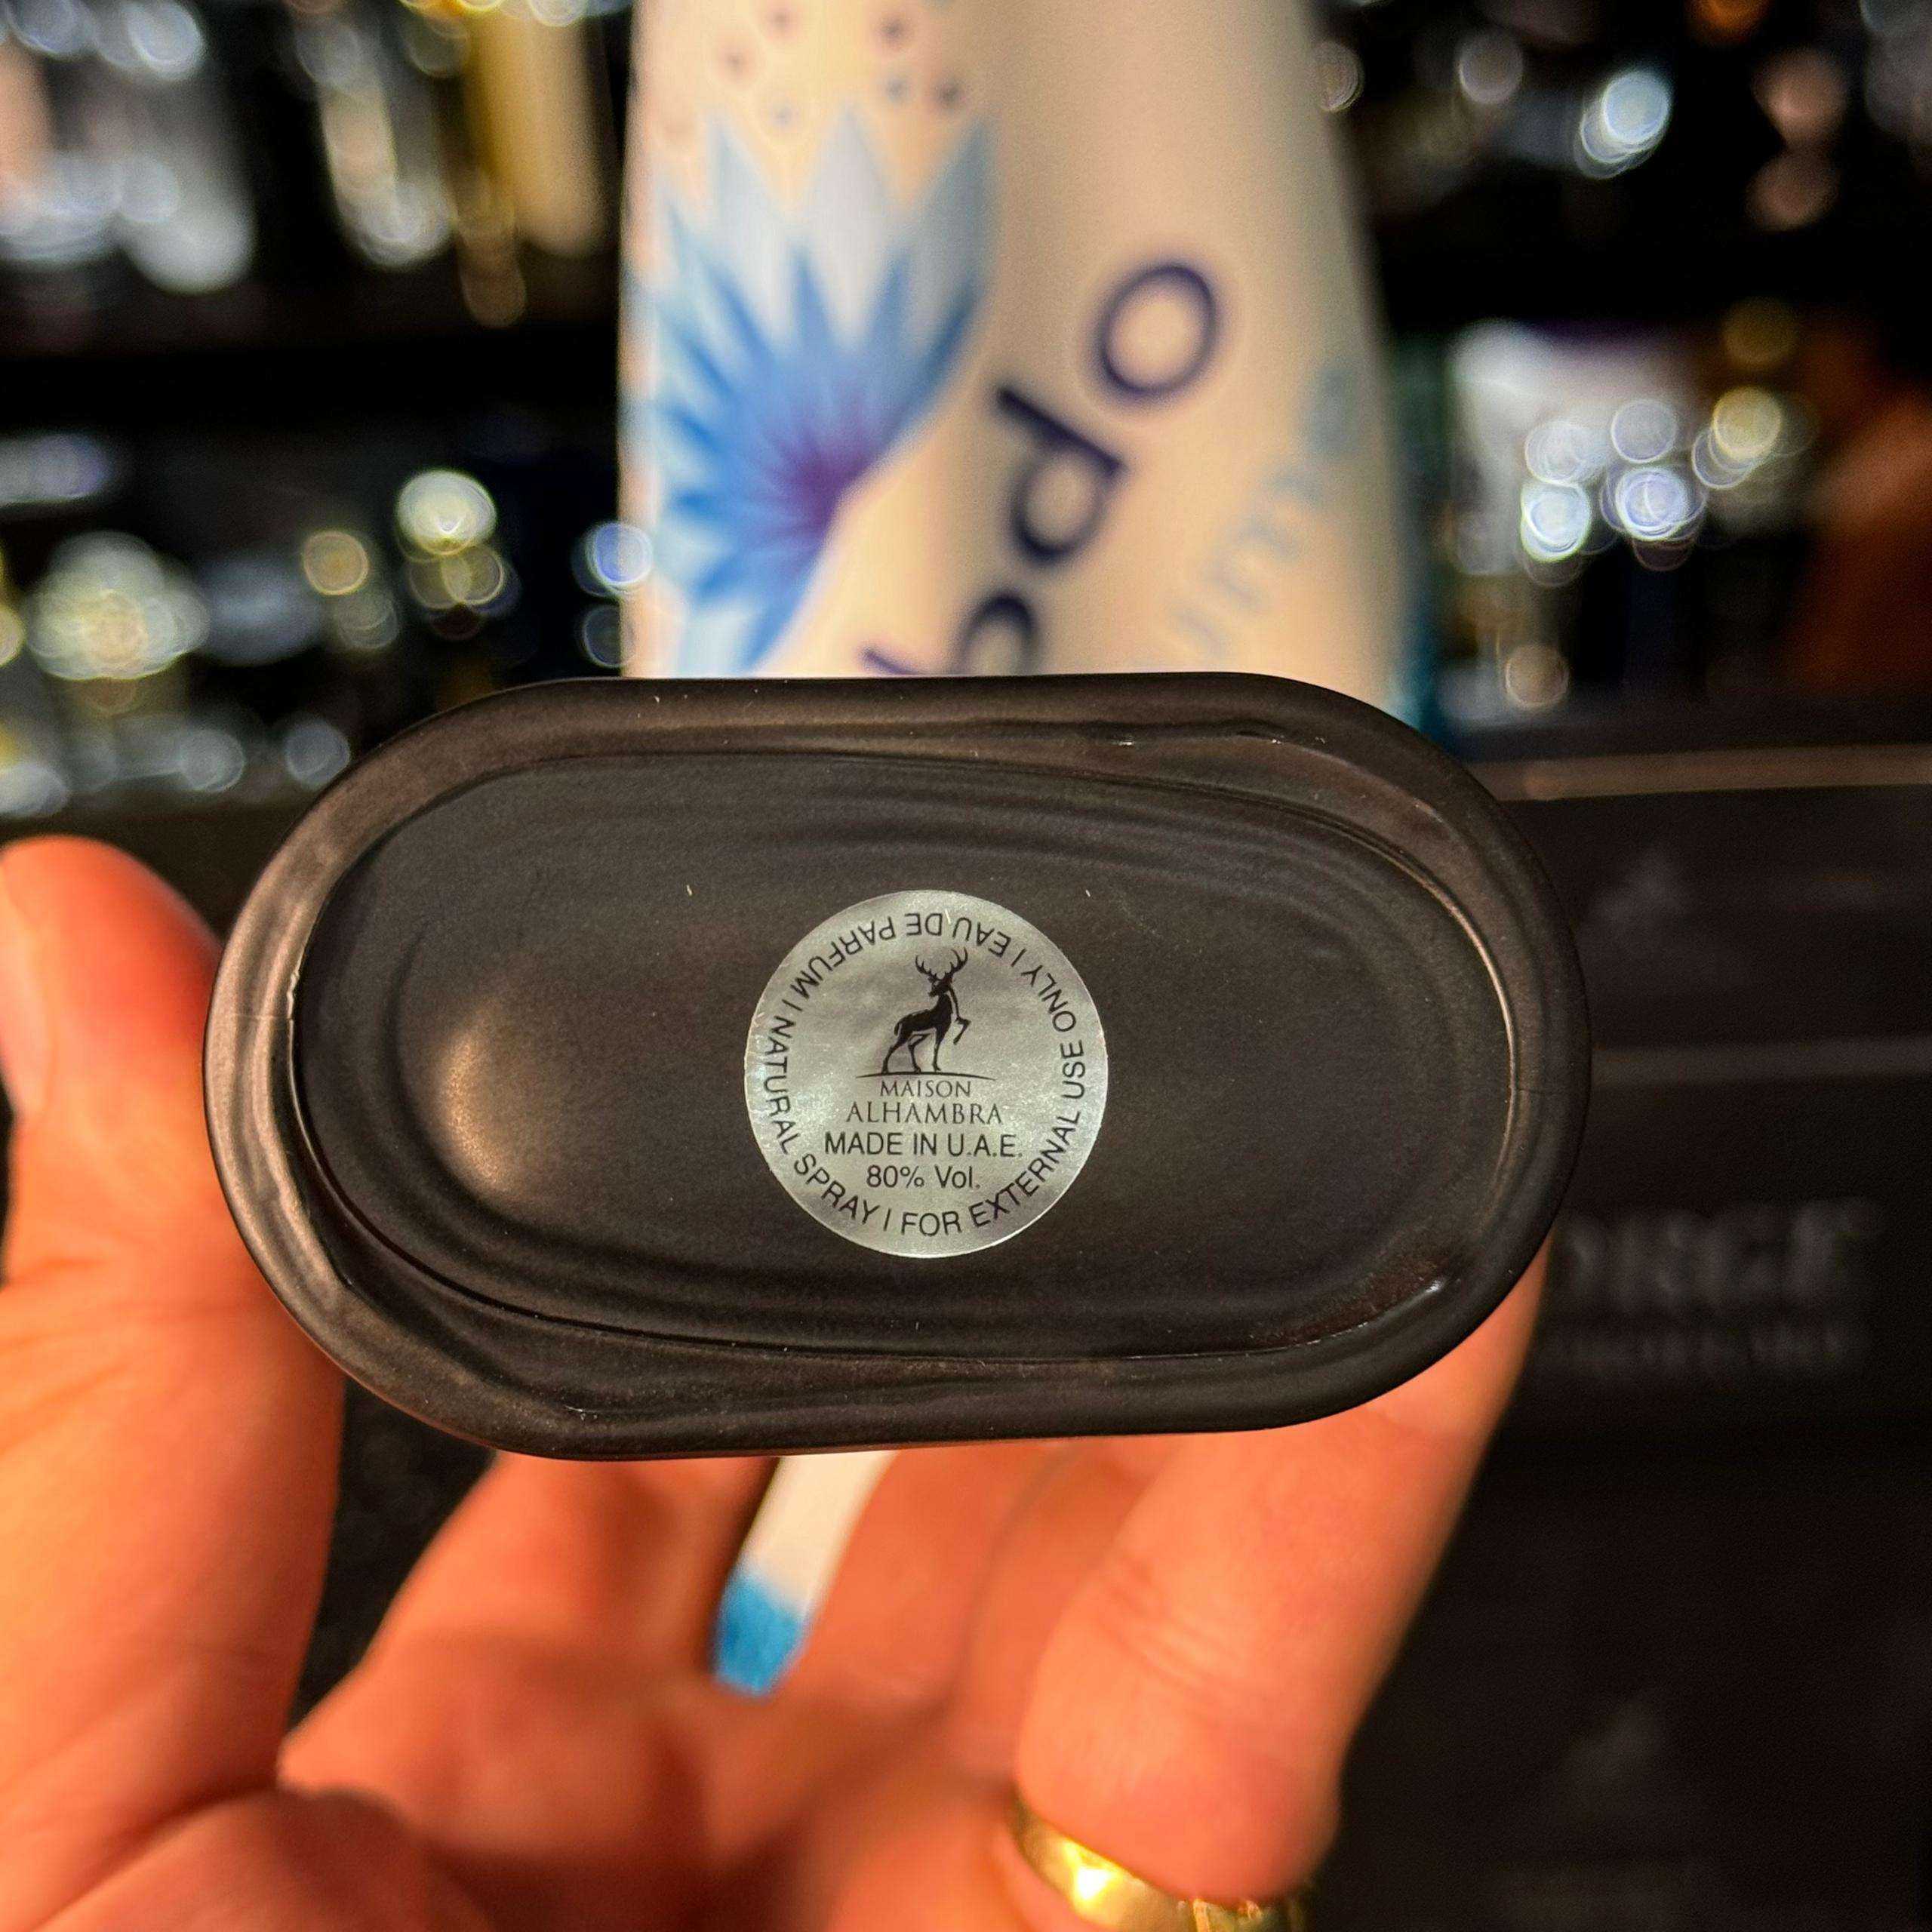 MAISON
ALHAMBRA
MADE IN U.A.E.
80% Vol.
EAU DE PARFUM | NATURAL SPRAY | FOR EXTERNAL USE ONLY |